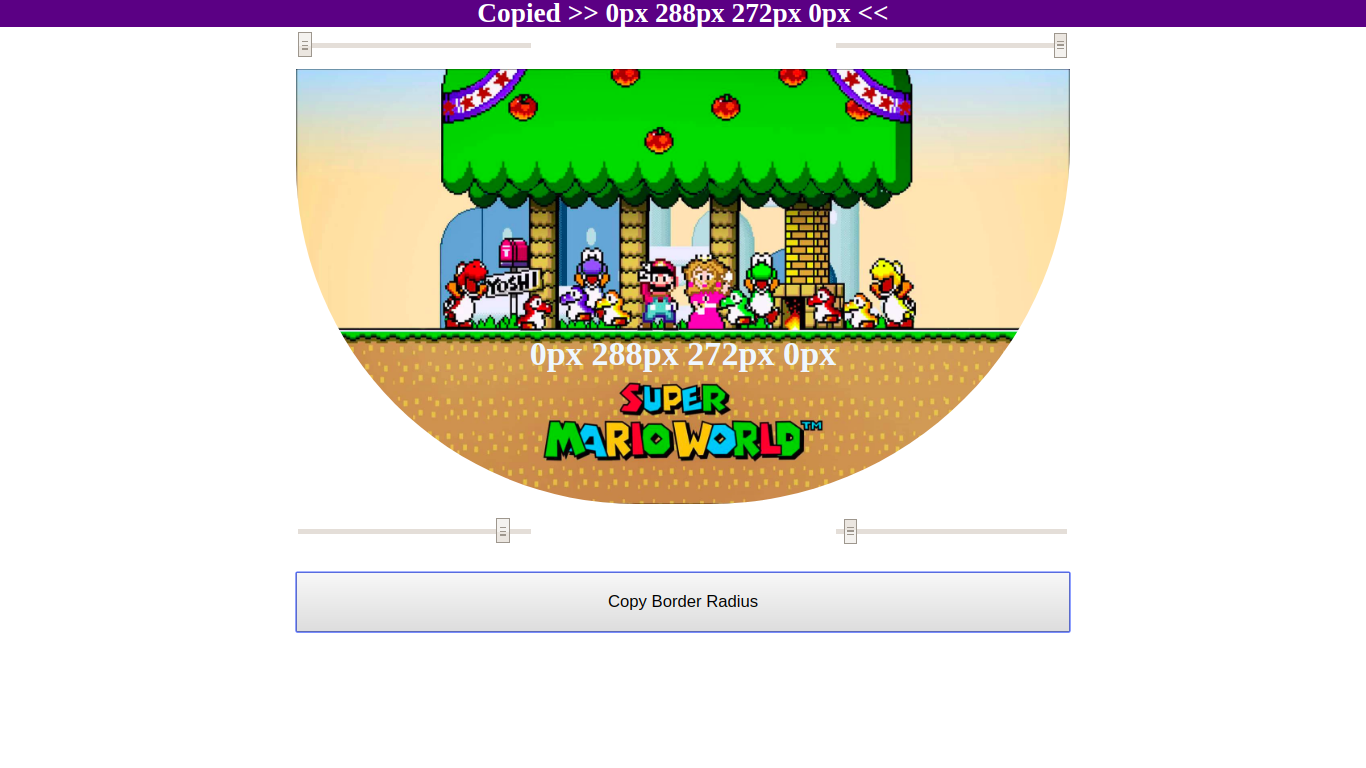 Copied >> 0px 288px 272px 0px <<
YOSHI
0px 288px 272px 0px
SUPER
MARIO WORLD™
Copy Border Radius